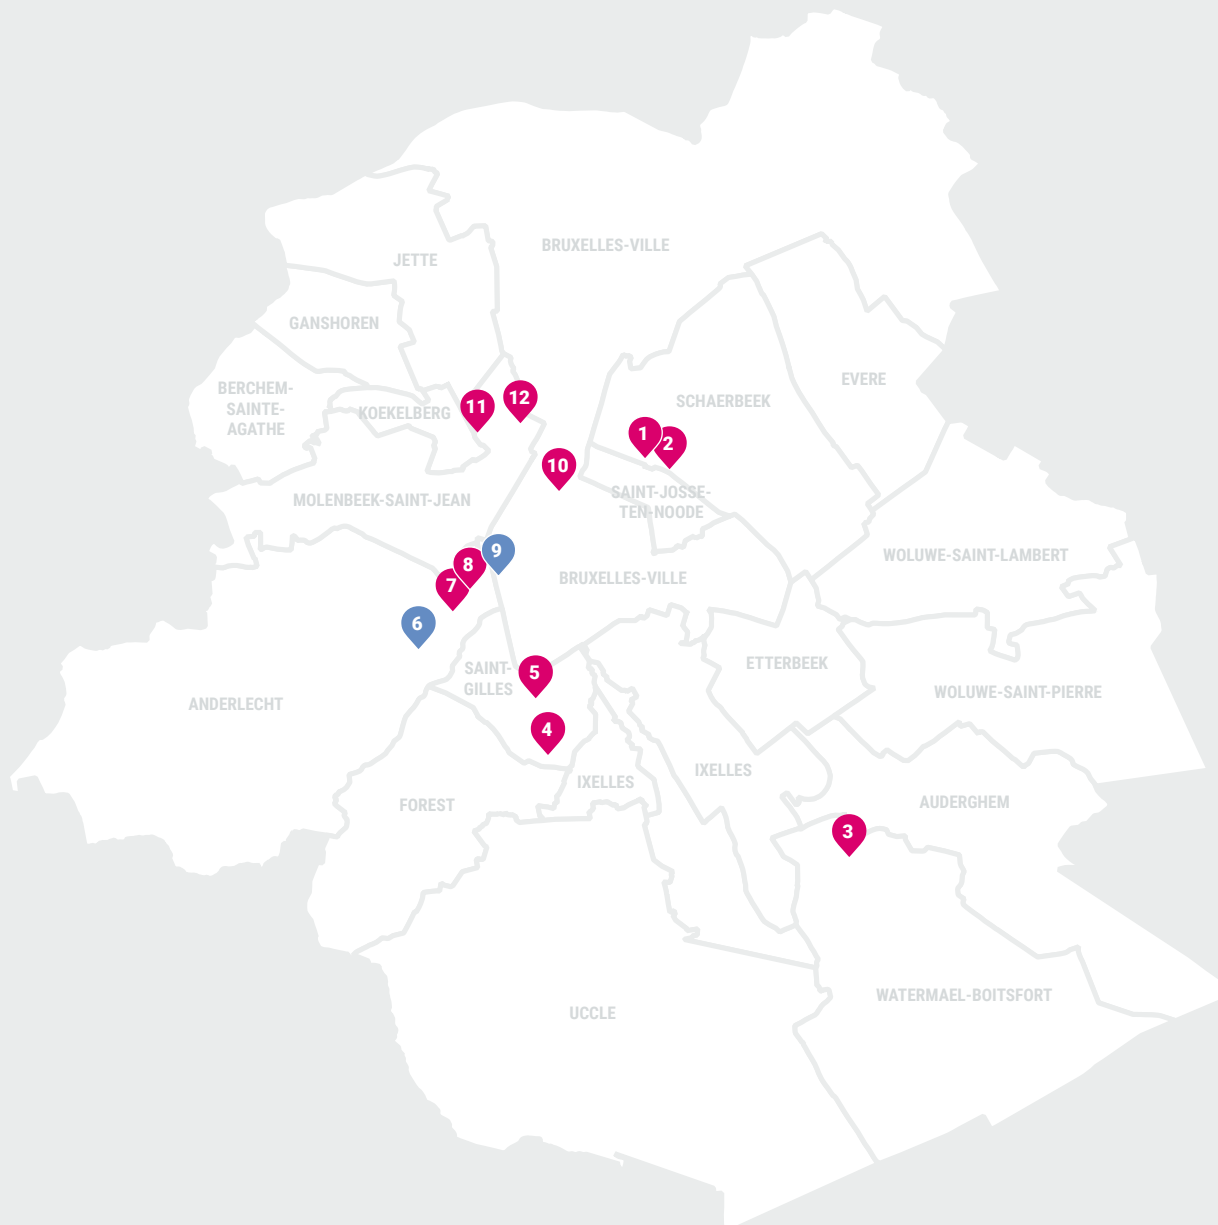 BRUXELLES-VILLE
JETTE
GANSHOREN
BERCHEM-
SAINTE-
AGATHE
EVERE
KOEKELBERG
11
12
SCHAERBEEK
1
2
10
MOLENBEEK-SAINT-JEAN
SAINT-JOSSE-
TEN-NOODE
9
8
7
BRUXELLES-VILLE
WOLUWE-SAINT-LAMBERT
6
SAINT-
GILLES
5
ETTERBEEK
WOLUWE-SAINT-PIERRE
ANDERLECHT
4
IXELLES
IXELLES
FOREST
AUDERGHEM
3
WATERMAEL-BOITSFORT
UCCLE